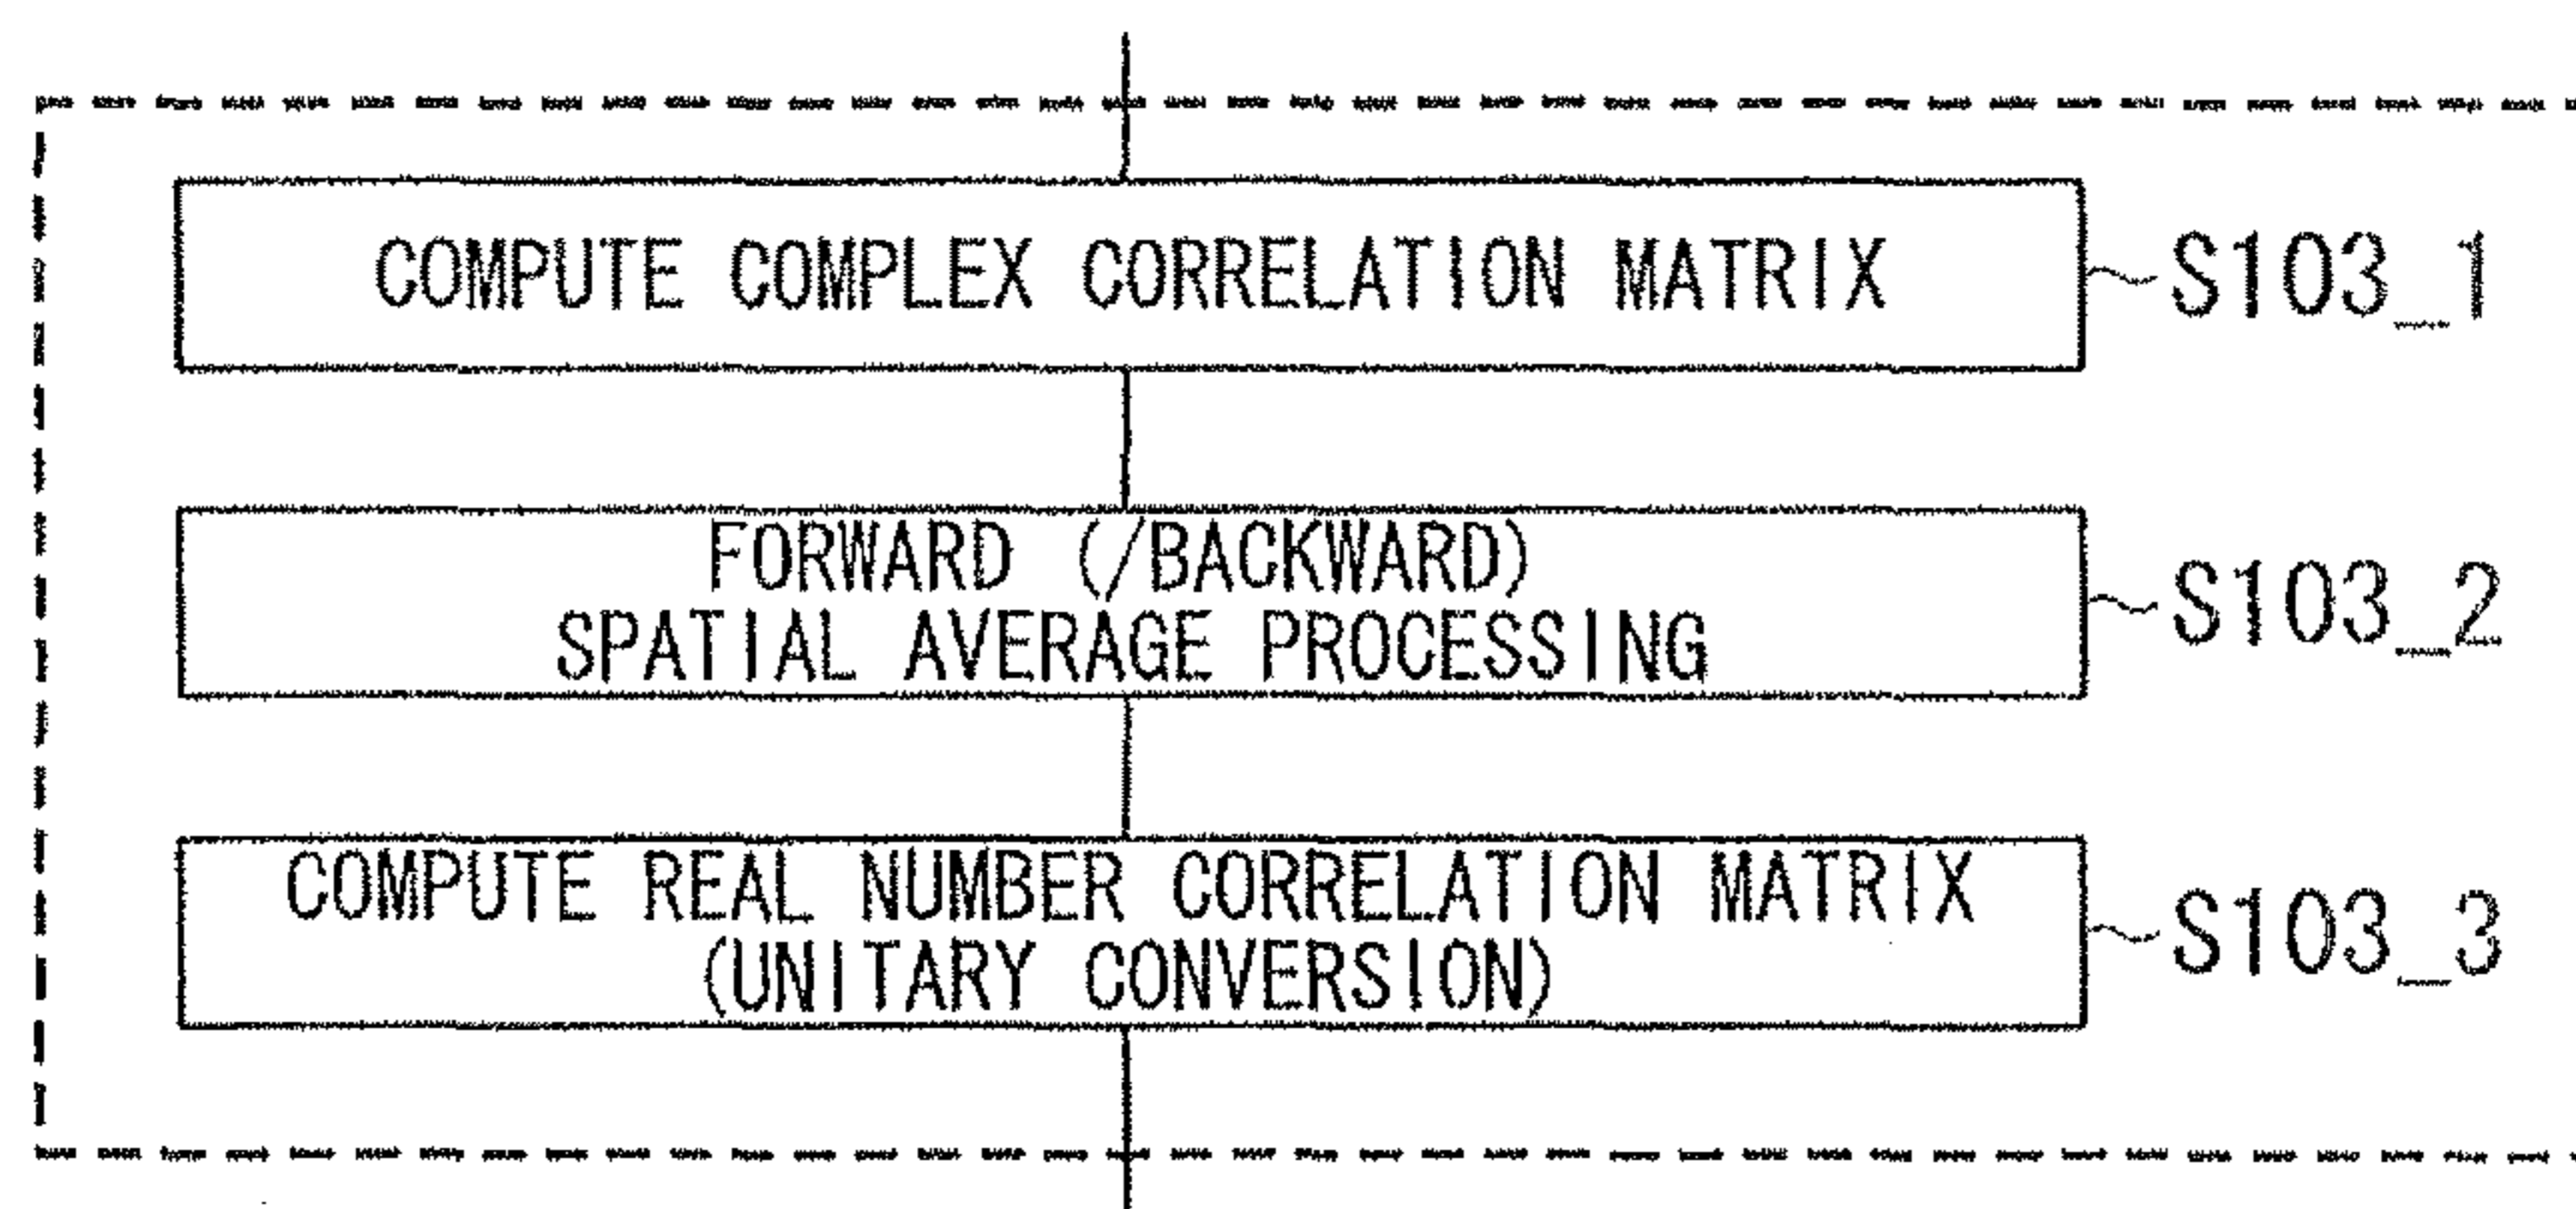 COMPUTE COMPLEX CORRELATION MATRIX S103_1
FORWARD (/BACKWARD)
SPATIAL AVERAGE PROCESSING S103_2
COMPUTE REAL NUMBER CORRELATION MATRIX
(UNITARY CONVERSION) S103_3